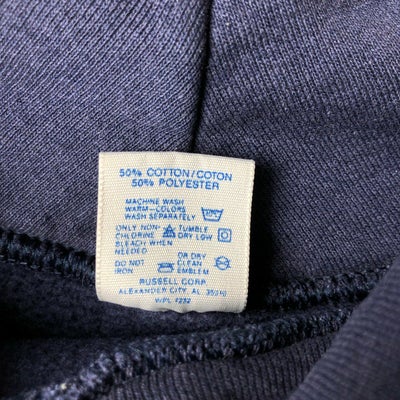 50% COTTON/COTON
50% POLYESTER
MACHINE WASH
WARM-COLORS
WASH SEPARATELY
ONLY NON- TUMBLE
CHLORINE DRY LOW
BLEACH WHEN
NEEDED OR DRY
DO NOT CLEAN
IRON EMBLEM
RUSSELL CORP.
ALEXANDER CITY, AL.
WPL